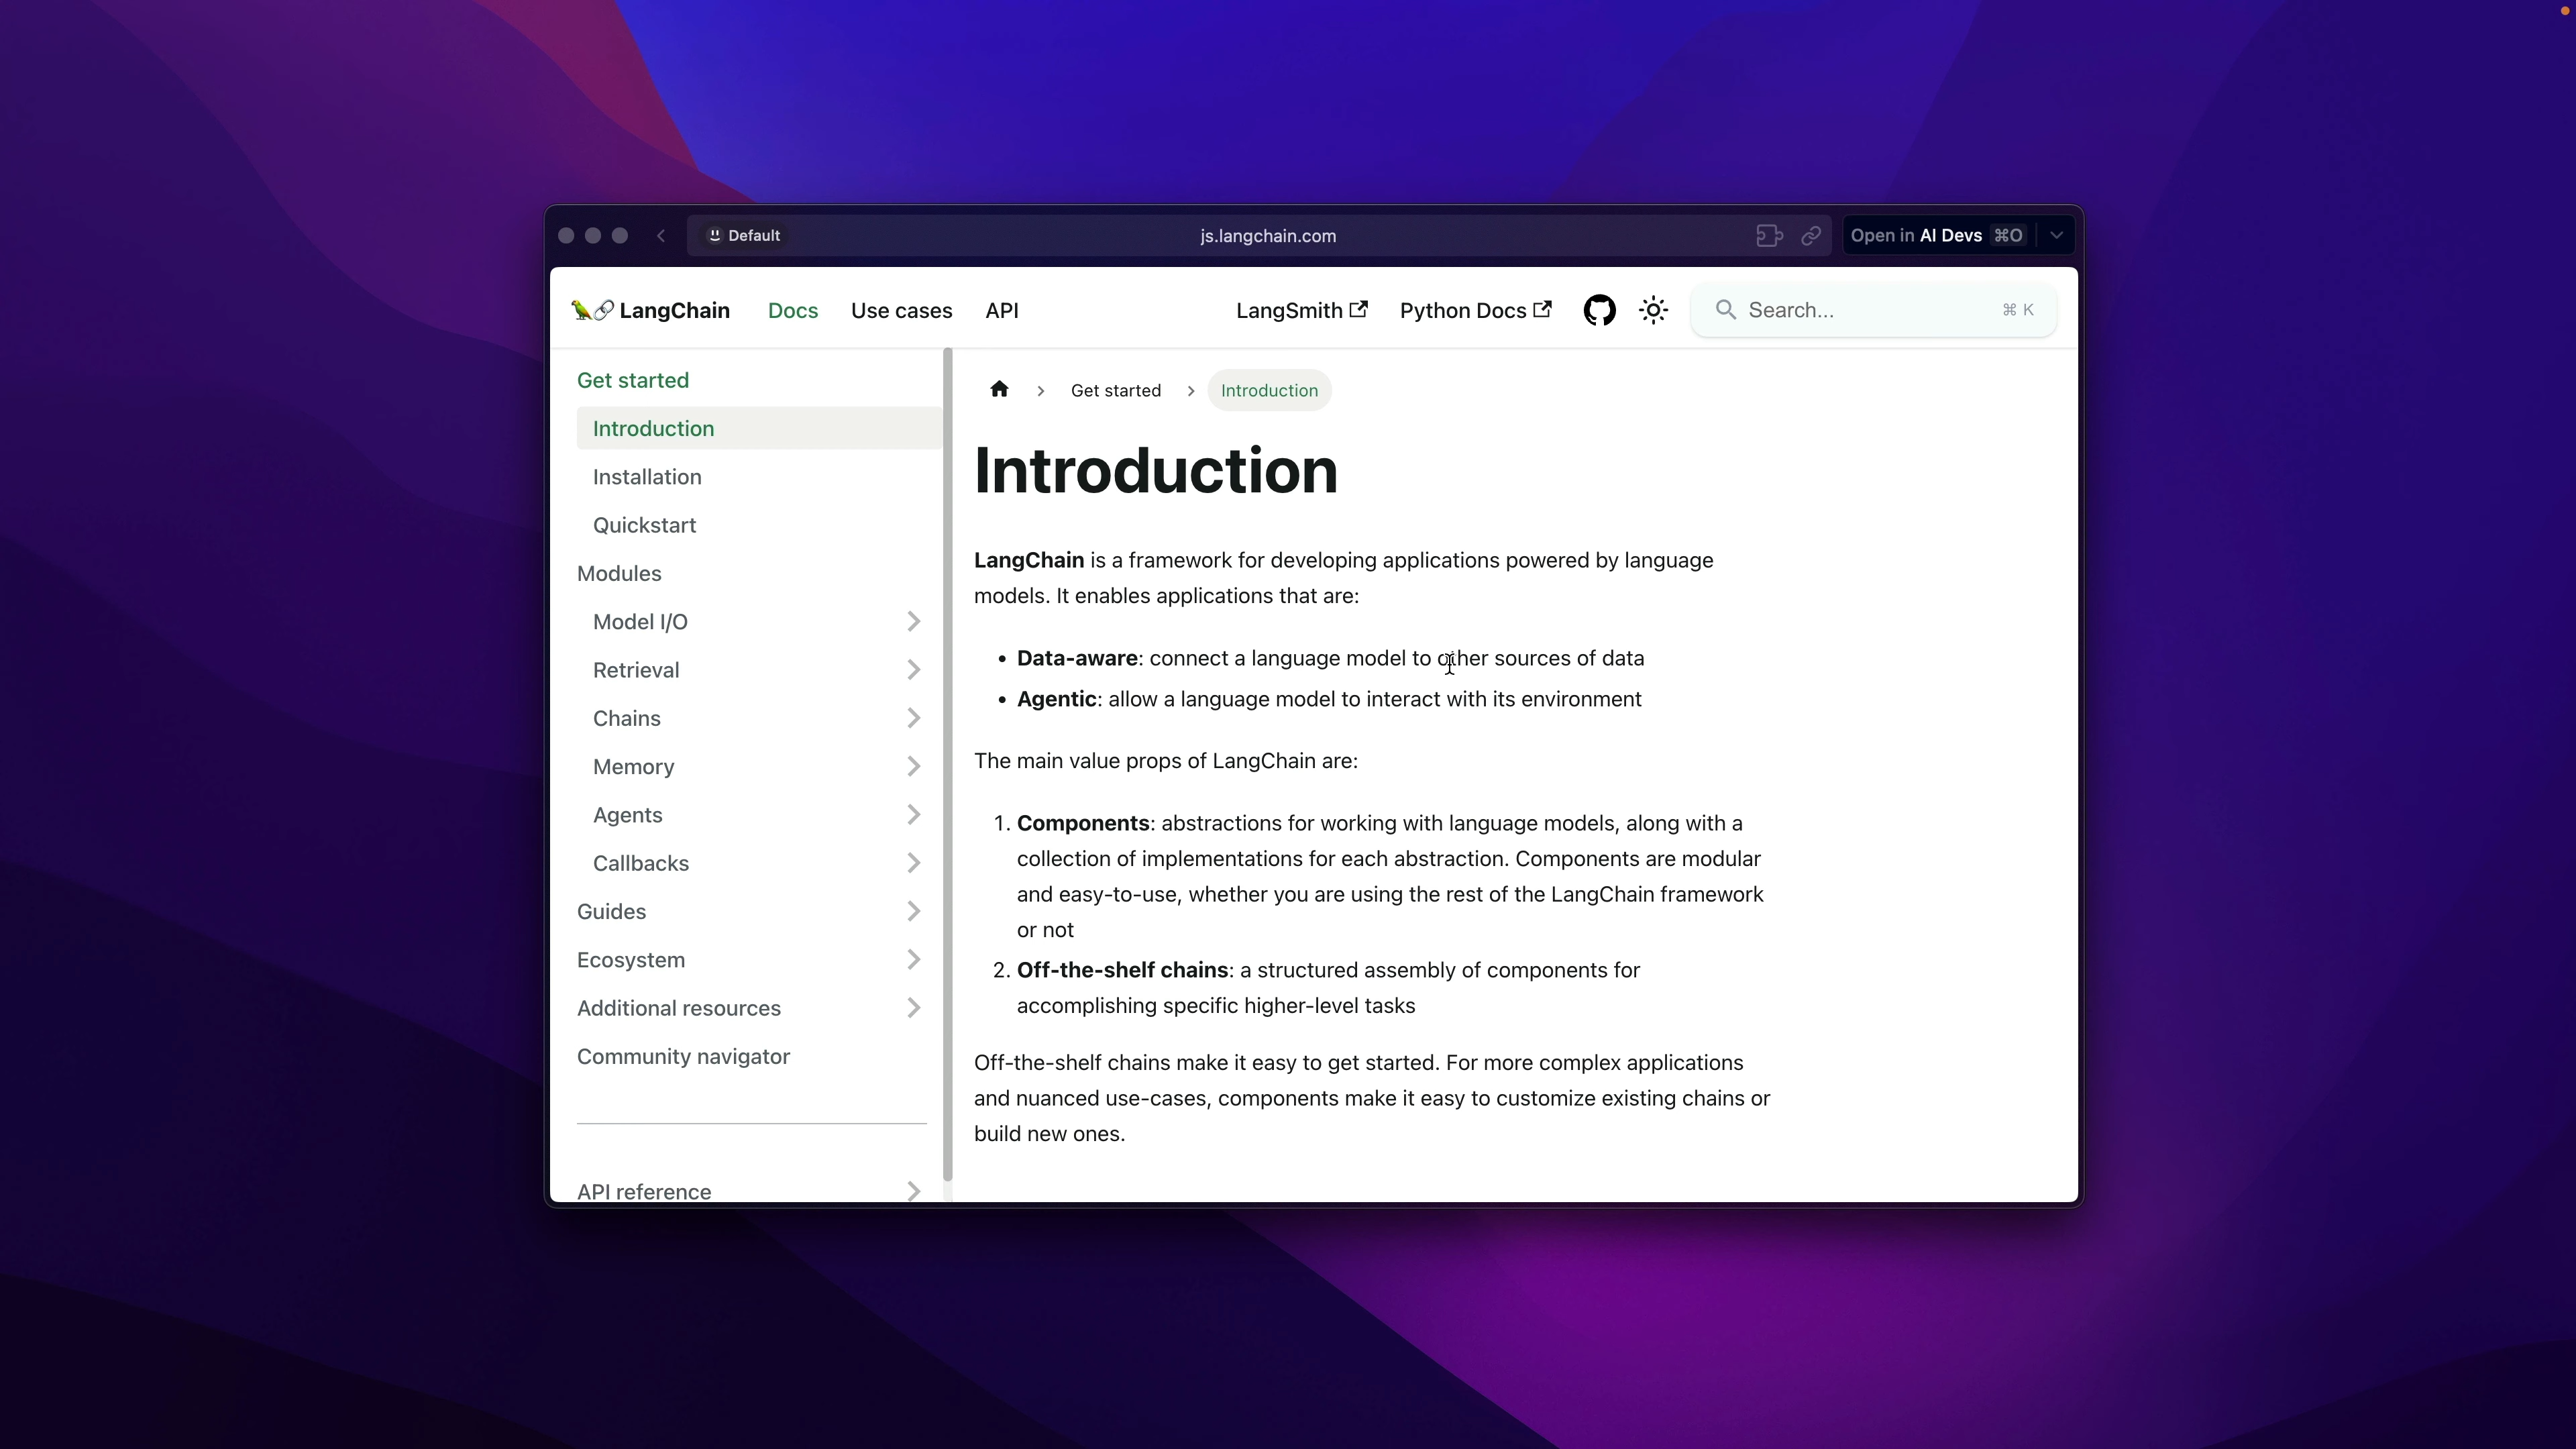 Default
js.langchain.com
Open in AI Devs ⌘O
LangChain
Docs
Use cases
API
LangSmith
Python Docs
Search...
⌘ K
Get started
Introduction
Installation
Quickstart
Modules
Model I/O
Retrieval
Chains
Memory
Agents
Callbacks
Guides
Ecosystem
Additional resources
Community navigator
API reference
Get started
Introduction
Introduction
LangChain is a framework for developing applications powered by language
models. It enables applications that are:
• Data-aware: connect a language model to other sources of data
• Agentic: allow a language model to interact with its environment
The main value props of LangChain are:
1. Components: abstractions for working with language models, along with a
collection of implementations for each abstraction. Components are modular
and easy-to-use, whether you are using the rest of the LangChain framework
or not
2. Off-the-shelf chains: a structured assembly of components for
accomplishing specific higher-level tasks
Off-the-shelf chains make it easy to get started. For more complex applications
and nuanced use-cases, components make it easy to customize existing chains or
build new ones.